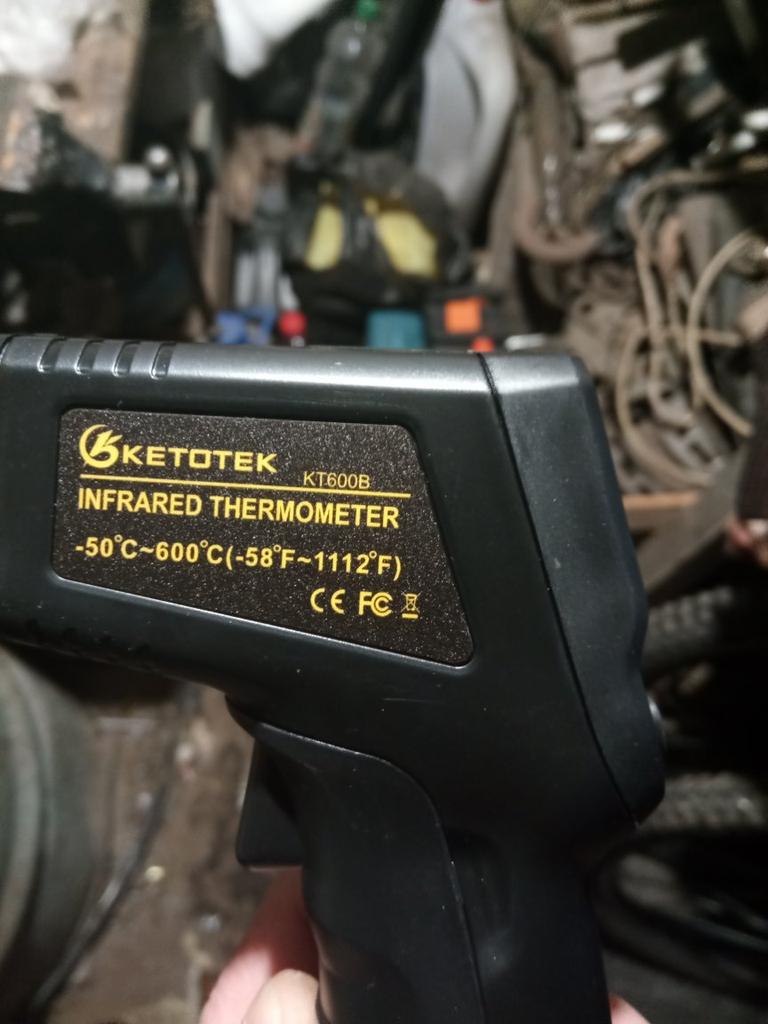 KETOTEK KT600B
INFRARED THERMOMETER
-50°C~600°C(-58°F~1112°F)
CE FC